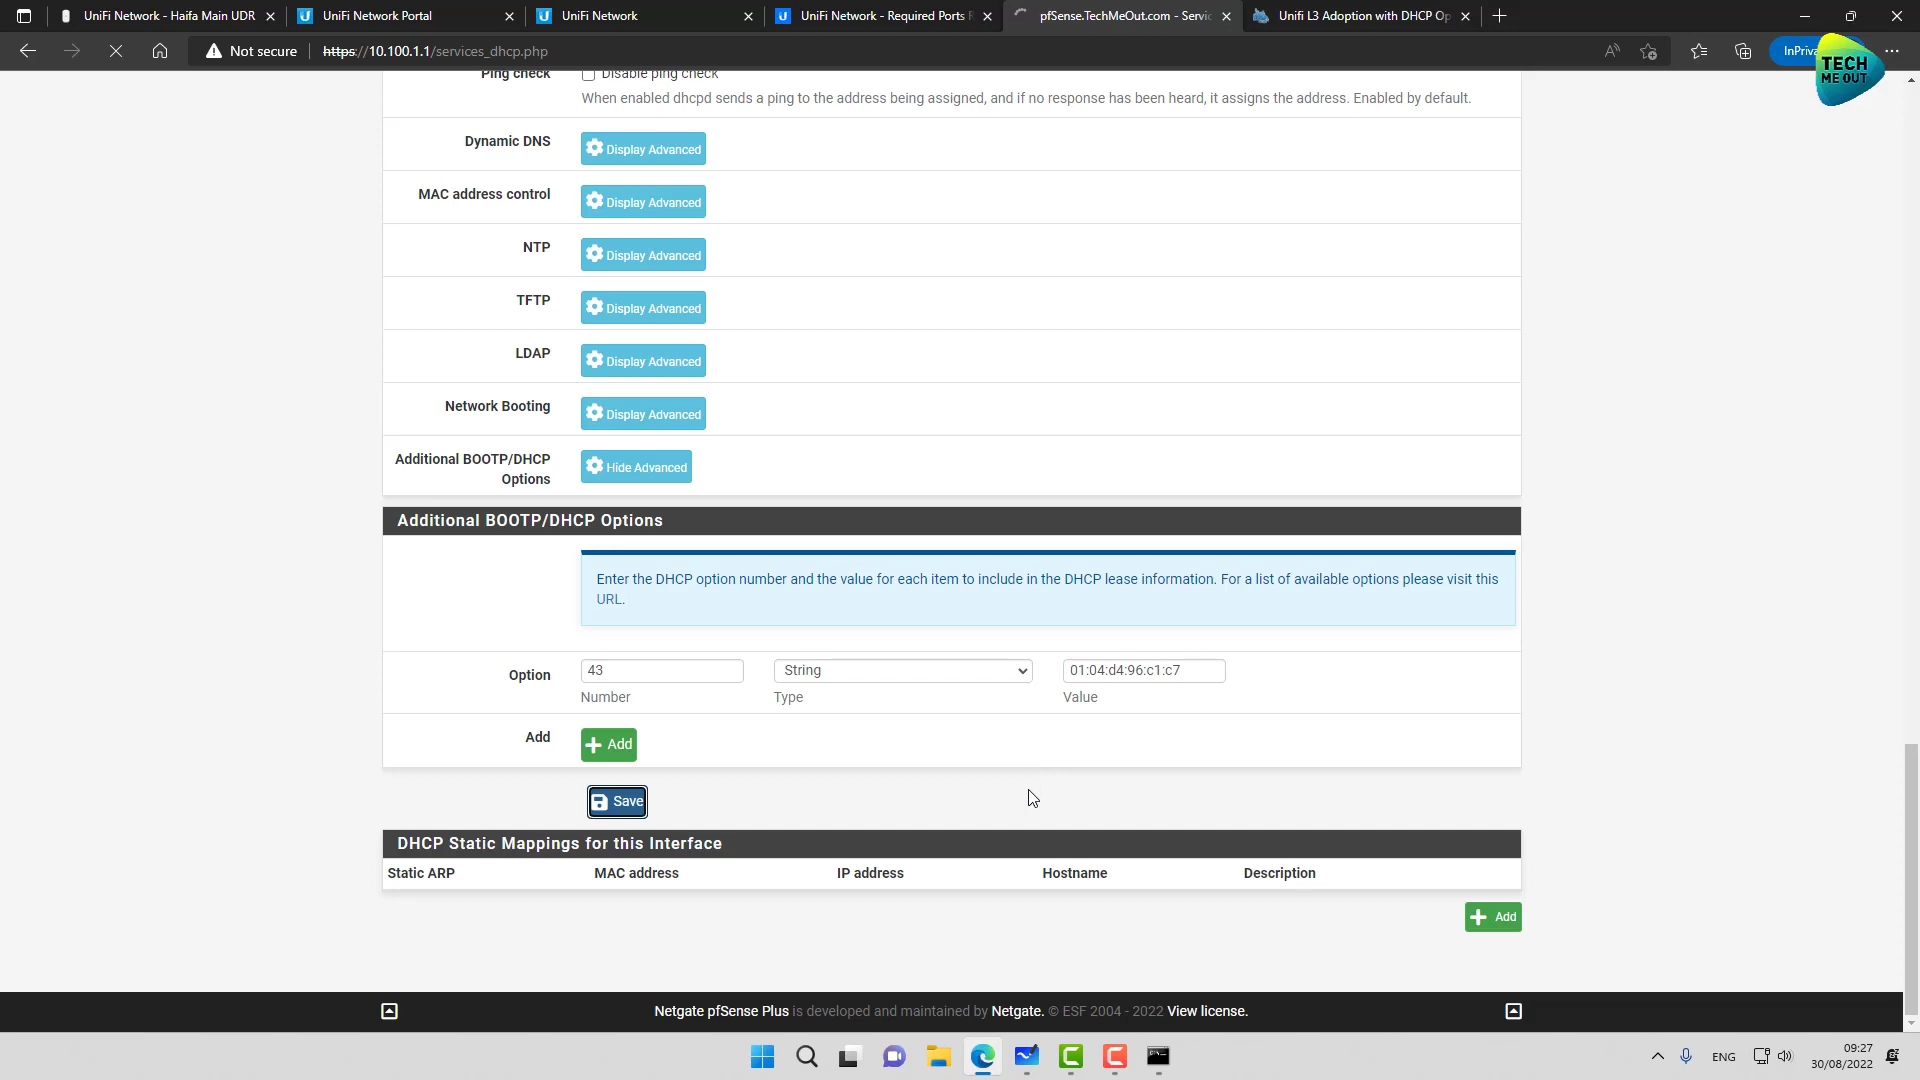 UniFi Network - Haifa Main UDR
UniFi Network Portal
UniFi Network
UniFi Network - Required Ports R
pfSense.TechMeOut.com - Servic
Unifi L3 Adoption with DHCP Op
Not secure
https://10.100.1.1/services_dhcp.php
InPriva
TECH
ME OUT
Ping check
Disable ping check
When enabled dhcpd sends a ping to the address being assigned, and if no response has been heard, it assigns the address. Enabled by default.
Dynamic DNS
Display Advanced
MAC address control
Display Advanced
NTP
Display Advanced
TFTP
Display Advanced
LDAP
Display Advanced
Network Booting
Display Advanced
Additional BOOTP/DHCP
Options
Hide Advanced
Additional BOOTP/DHCP Options
Enter the DHCP option number and the value for each item to include in the DHCP lease information. For a list of available options please visit this
URL.
Option
43
String
01:04:d4:96:c1:c7
Number
Type
Value
Add
Add
Save
DHCP Static Mappings for this Interface
Static ARP
MAC address
IP address
Hostname
Description
Add
Netgate pfSense Plus is developed and maintained by Netgate. © ESF 2004 - 2022 View license.
ENG
09:27
30/08/2022